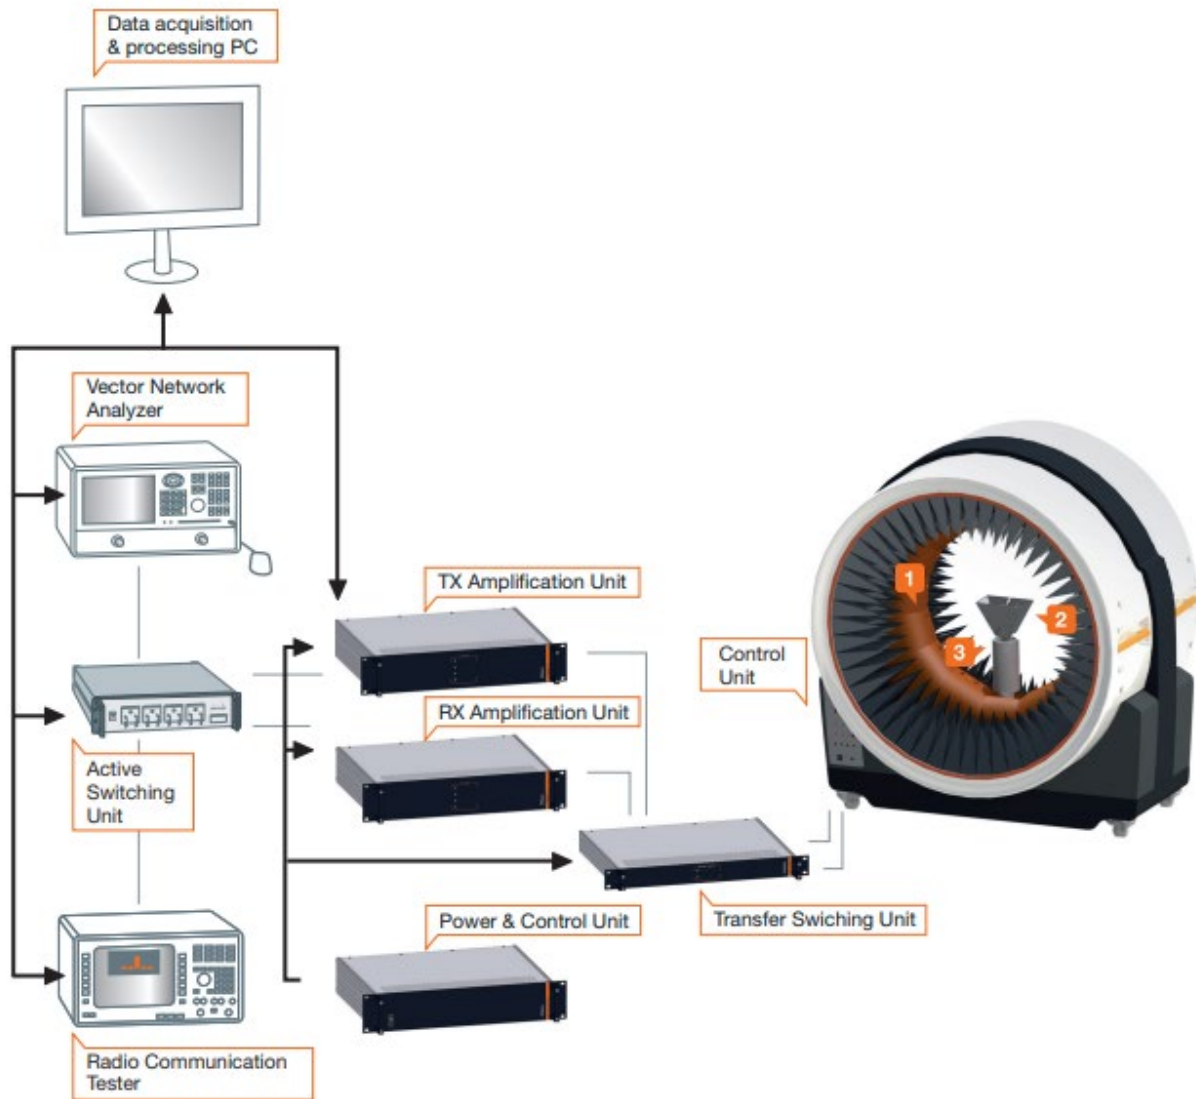 Data acquisition
& processing PC
Vector Network
Analyzer
TX Amplification Unit
1
2
3
Control
Unit
RX Amplification Unit
Active
Switching
Unit
Power & Control Unit
Transfer Swiching Unit
Radio Communication
Tester